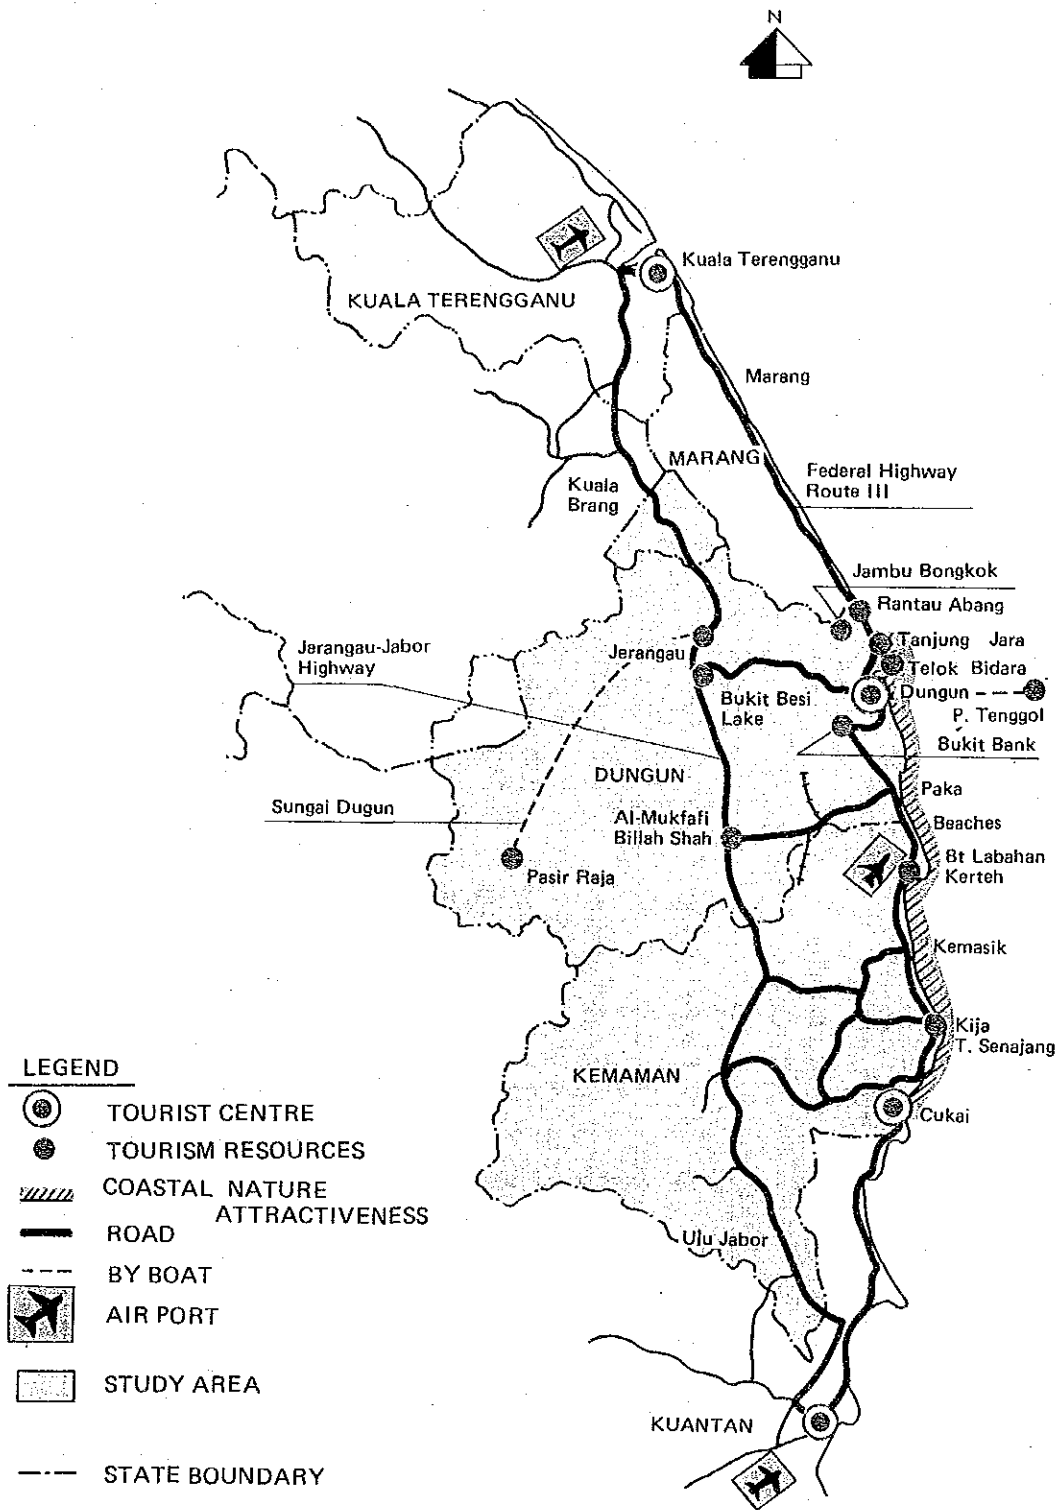 N
Kuala Terengganu
KUALA TERENGGANU
Marang
MARANG
Federal Highway
Route III
Kuala
Brang
Jambu Bongkok
Rantau Abang
Tanjung Jara
Jerangau-Jabor
Highway
Jerangau
Telok Bidara
Bukit Besi
Lake
Dungun
P. Tenggol
Bukit Bank
DUNGUN
Paka
Sungai Dugun
Al-Mukfafi
Billah Shah
Beaches
Pasir Raja
Bt Labahan
Kerteh
Kemasik
Kija
T. Senajang
KEMAMAN
Cukai
Ulu Jabor
KUANTAN
LEGEND
TOURIST CENTRE
TOURISM RESOURCES
COASTAL NATURE
ATTRACTIVENESS
ROAD
BY BOAT
AIR PORT
STUDY AREA
STATE BOUNDARY